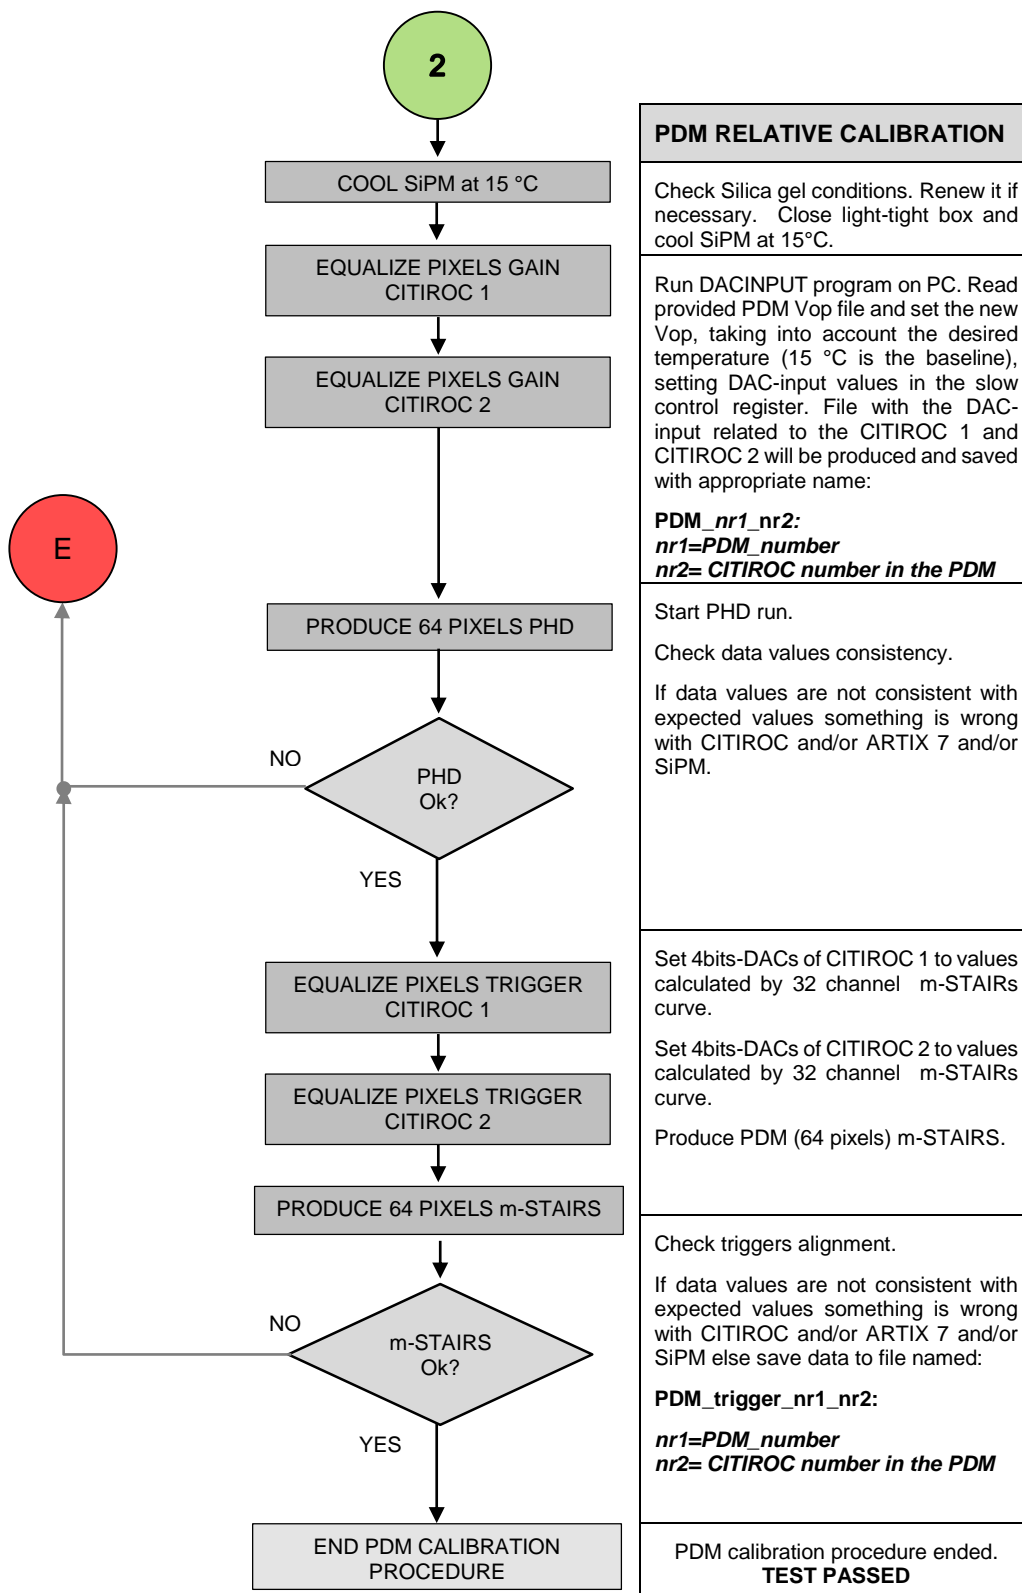 2
COOL SiPM at 15 °C
EQUALIZE PIXELS GAIN
CITIROC 1
EQUALIZE PIXELS GAIN
CITIROC 2
E
PRODUCE 64 PIXELS PHD
NO
PHD
Ok?
YES
EQUALIZE PIXELS TRIGGER
CITIROC 1
EQUALIZE PIXELS TRIGGER
CITIROC 2
PRODUCE 64 PIXELS m-STAIRS
NO
m-STAIRS
Ok?
YES
END PDM CALIBRATION
PROCEDURE
PDM RELATIVE CALIBRATION
Check Silica gel conditions. Renew it if
necessary. Close light-tight box and
cool SiPM at 15°C.
Run DACINPUT program on PC. Read
provided PDM Vop file and set the new
Vop, taking into account the desired
temperature (15 °C is the baseline),
setting DAC-input values in the slow
control register. File with the DAC-
input related to the CITIROC 1 and
CITIROC 2 will be produced and saved
with appropriate name:
PDM_nr1_nr2:
nr1=PDM_number
nr2= CITIROC number in the PDM
Start PHD run.
Check data values consistency.
If data values are not consistent with
expected values something is wrong
with CITIROC and/or ARTIX 7 and/or
SiPM.
Set 4bits-DACs of CITIROC 1 to values
calculated by 32 channel m-STAIRs
curve.
Set 4bits-DACs of CITIROC 2 to values
calculated by 32 channel m-STAIRs
curve.
Produce PDM (64 pixels) m-STAIRS.
Check triggers alignment.
If data values are not consistent with
expected values something is wrong
with CITIROC and/or ARTIX 7 and/or
SiPM else save data to file named:
PDM_trigger_nr1_nr2:
nr1=PDM_number
nr2= CITIROC number in the PDM
PDM calibration procedure ended.
TEST PASSED